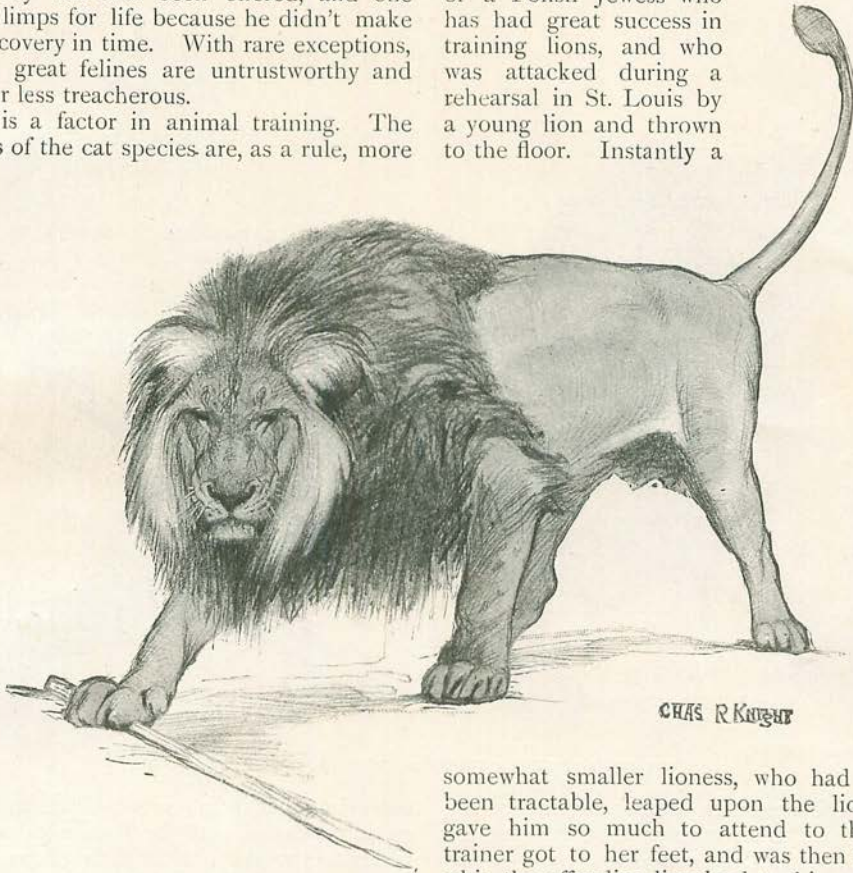 limps for life because he didn't make
covery in time. With rare exceptions,
great felines are untrustworthy and
r less treacherous.
is a factor in animal training. The
s of the cat species are, as a rule, more
has had great success in
training lions, and who
was attacked during a
rehearsal in St. Louis by
a young lion and thrown
to the floor. Instantly a
CHAS R KNIGHT
somewhat smaller lioness, who had
been tractable, leaped upon the lio
gave him so much to attend to th
trainer got to her feet, and was then